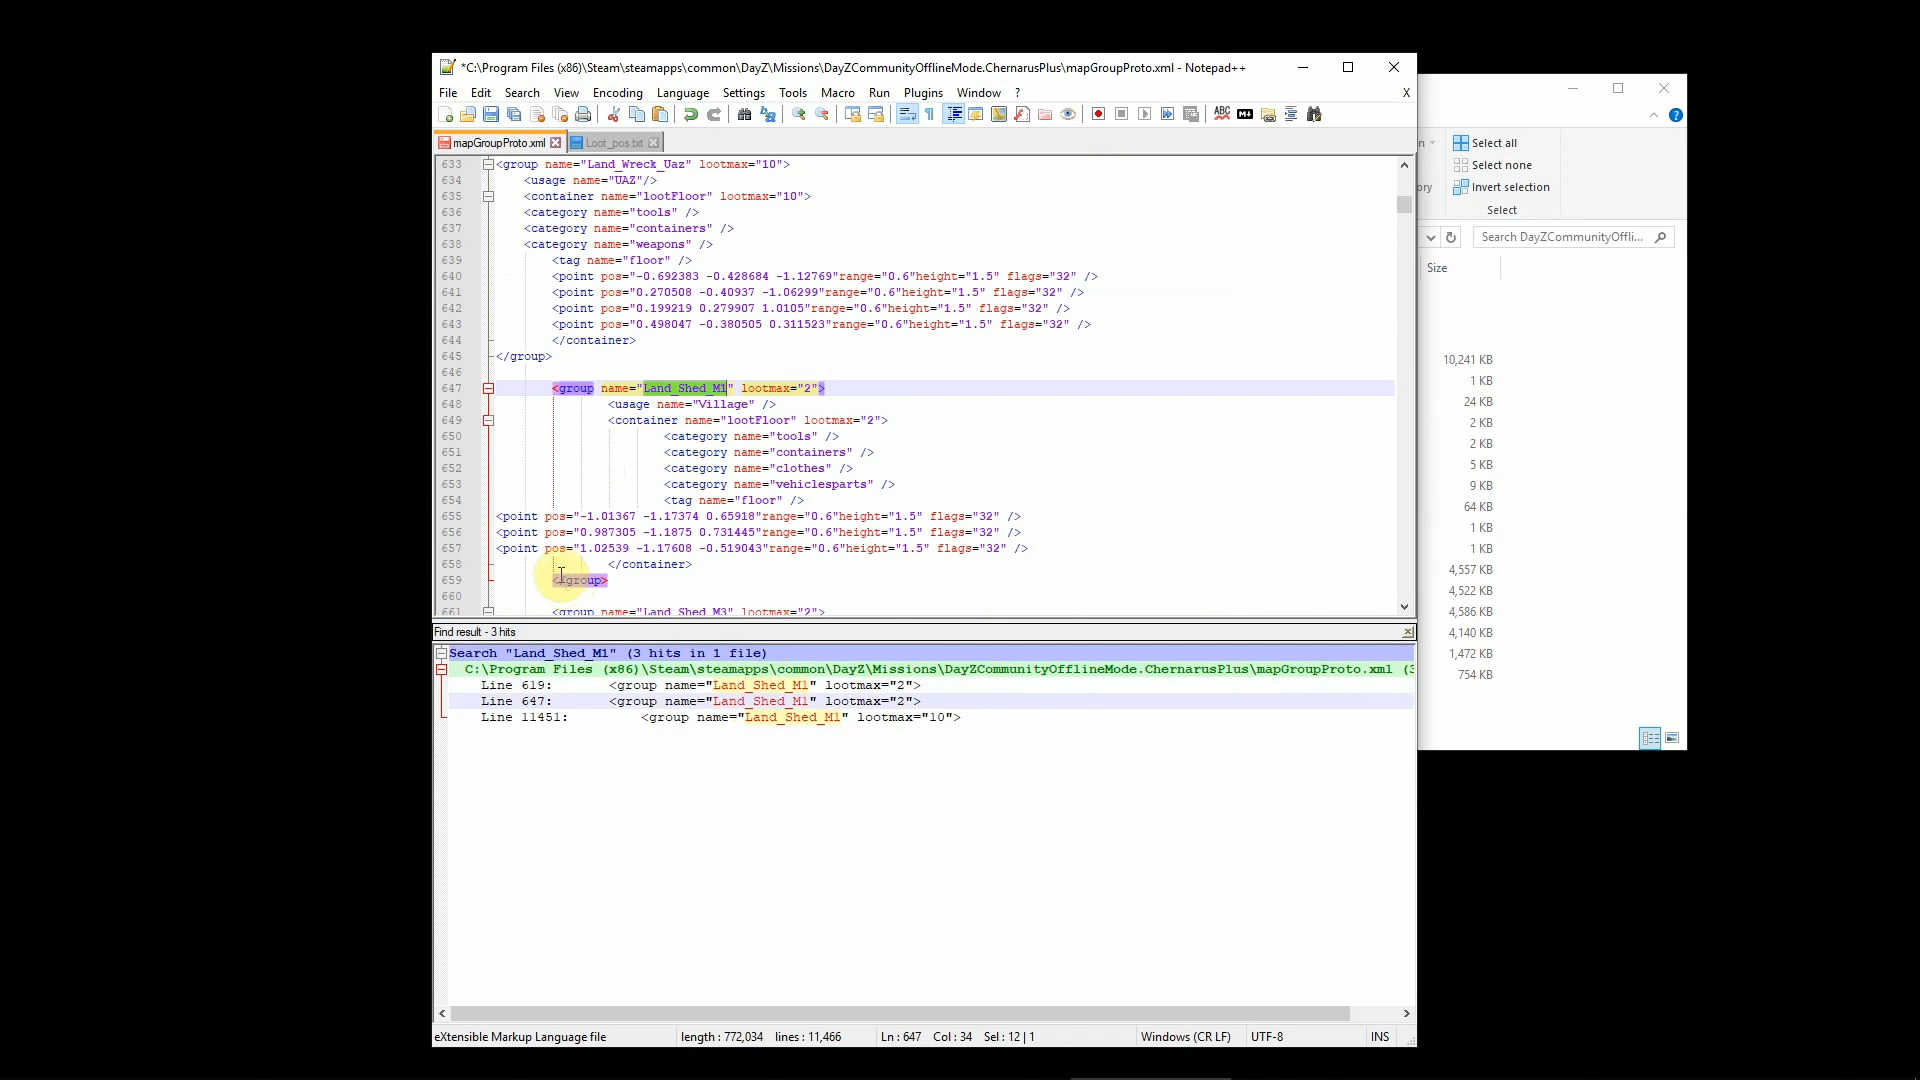 *C:\Program Files (x86)\Steam\steamapps\common\DayZ\Missions\DayZCommunityOfflineMode.ChernarusPlus\mapGroupProto.xml - Notepad++
File Edit Search View Encoding Language Settings Tools Macro Run Plugins Window ? X
mapGroupProto.xml Loot_pos.txt
633 <group name="Land_Wreck_Uaz" lootmax="10">
634 <usage name="UAZ"/>
635 <container name="lootFloor" lootmax="10">
636 <category name="tools" />
637 <category name="containers" />
638 <category name="weapons" />
639 <tag name="floor" />
640 <point pos="-0.692383 -0.428684 -1.12769"range="0.6"height="1.5" flags="32" />
641 <point pos="0.270508 -0.40937 -1.06299"range="0.6"height="1.5" flags="32" />
642 <point pos="0.199219 0.279907 1.0105"range="0.6"height="1.5" flags="32" />
643 <point pos="0.498047 -0.380505 0.311523"range="0.6"height="1.5" flags="32" />
644 </container>
645 </group>
646
647 <group name="Land_Shed_M1" lootmax="2">
648 <usage name="Village" />
649 <container name="lootFloor" lootmax="2">
650 <category name="tools" />
651 <category name="containers" />
652 <category name="clothes" />
653 <category name="vehiclesparts" />
654 <tag name="floor" />
655 <point pos="-1.01367 -1.17374 0.65918"range="0.6"height="1.5" flags="32" />
656 <point pos="0.987305 -1.1875 0.731445"range="0.6"height="1.5" flags="32" />
657 <point pos="1.02539 -1.17608 -0.519043"range="0.6"height="1.5" flags="32" />
658 </container>
659 </group>
660
661 <group name="Land_Shed_M3" lootmax="2">
Find result - 3 hits
Search "Land_Shed_M1" (3 hits in 1 file)
C:\Program Files (x86)\Steam\steamapps\common\DayZ\Missions\DayZCommunityOfflineMode.ChernarusPlus\mapGroupProto.xml (3
Line 619: <group name="Land_Shed_M1" lootmax="2">
Line 647: <group name="Land_Shed_M1" lootmax="2">
Line 11451: <group name="Land_Shed_M1" lootmax="10">
eXtensible Markup Language file length : 772,034 lines : 11,466 Ln : 647 Col : 34 Sel : 12 | 1 Windows (CR LF) UTF-8 INS
Select all
Select none
Invert selection
Select
Search DayZCommunityOffli...
Size
10,241 KB
1 KB
24 KB
2 KB
2 KB
5 KB
9 KB
64 KB
1 KB
1 KB
4,557 KB
4,522 KB
4,586 KB
4,140 KB
1,472 KB
754 KB